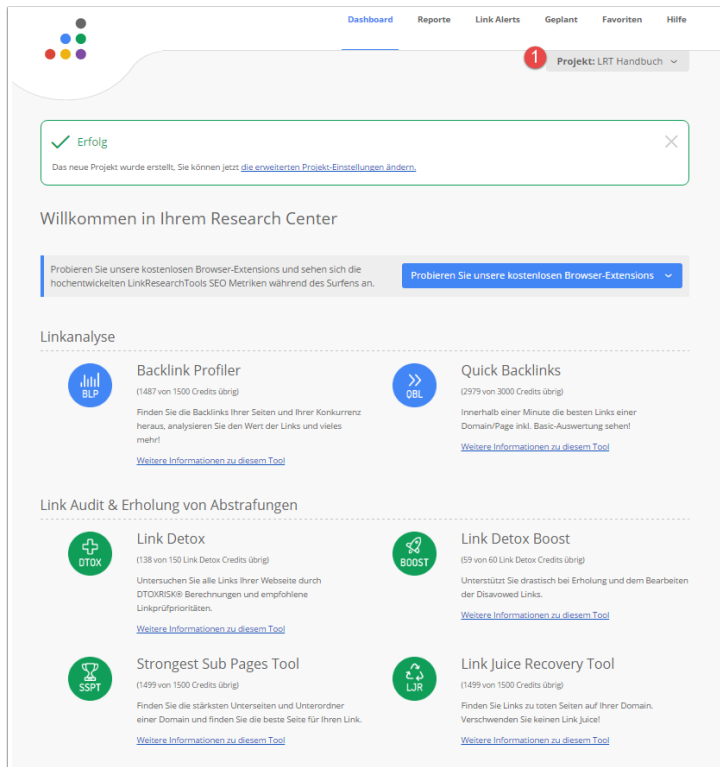 Dashboard Reporte Link Alerts Geplant Favoriten Hilfe
1 Projekt: LRT Handbuch
Erfolg
Das neue Projekt wurde erstellt, Sie können jetzt die erweiterten Projekt-Einstellungen ändern.
Willkommen in Ihrem Research Center
Probieren Sie unsere kostenlosen Browser-Extensions und sehen sich die
hochentwickelten LinkResearchTools SEO Metriken während des Surfens an.
Probieren Sie unsere kostenlosen Browser-Extensions
Linkanalyse
BLP
Backlink Profiler
(1487 von 1500 Credits übrig)
Finden Sie die Backlinks Ihrer Seiten und Ihrer Konkurrenz
heraus, analysieren Sie den Wert der Links und vieles
mehr!
Weitere Informationen zu diesem Tool
QBL
Quick Backlinks
(2979 von 3000 Credits übrig)
Innerhalb einer Minute die besten Links einer
Domain/Page inkl. Basic-Auswertung sehen!
Weitere Informationen zu diesem Tool
Link Audit & Erholung von Abstrafungen
DTOX
Link Detox
(138 von 150 Link Detox Credits übrig)
Untersuchen Sie alle Links Ihrer Webseite durch
DTOXRISK® Berechnungen und empfohlene
Linkprüfprioritäten.
Weitere Informationen zu diesem Tool
BOOST
Link Detox Boost
(59 von 60 Link Detox Credits übrig)
Unterstützt Sie drastisch bei Erholung und dem Bearbeiten
der Disavowed Links.
Weitere Informationen zu diesem Tool
SSPT
Strongest Sub Pages Tool
(1499 von 1500 Credits übrig)
Finden Sie die stärksten Unterseiten und Unterordner
einer Domain und finden Sie die beste Seite für Ihren Link.
Weitere Informationen zu diesem Tool
LJR
Link Juice Recovery Tool
(1499 von 1500 Credits übrig)
Finden Sie Links zu toten Seiten auf Ihrer Domain.
Verschwenden Sie keinen Link Juice!
Weitere Informationen zu diesem Tool